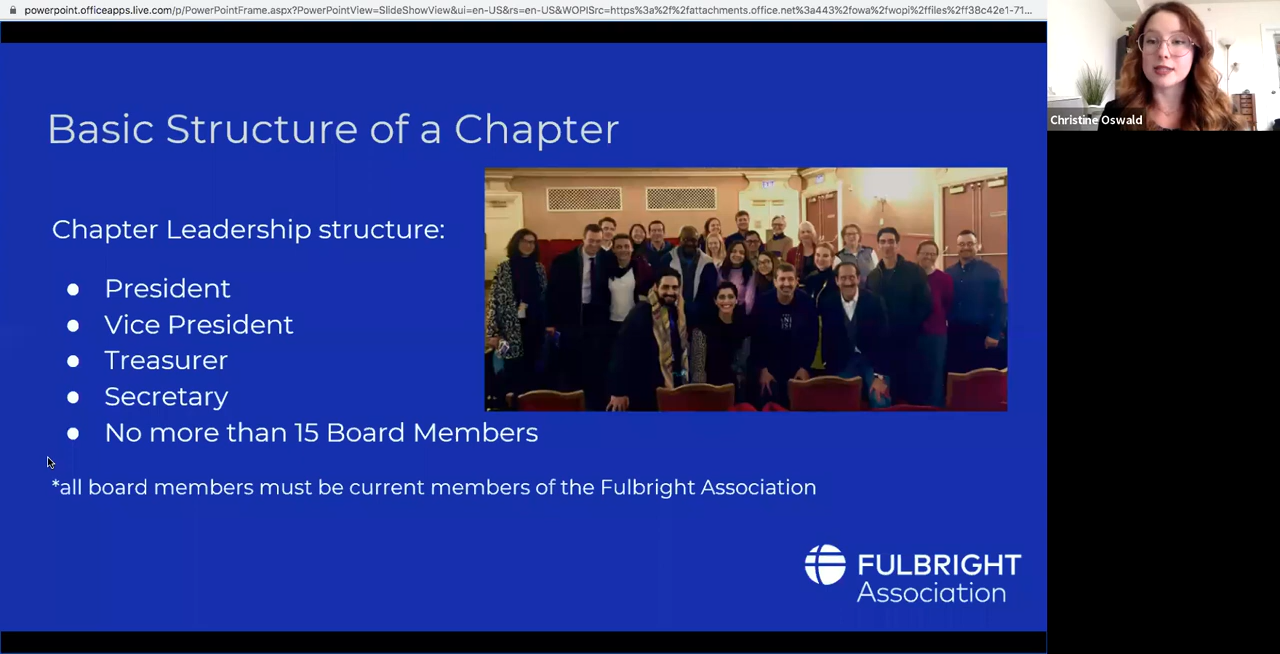 powerpoint.officeapps.live.com/p/PowerPointFrame.aspx?PowerPointView=SlideShowView&ui=en-US&rs=en-US&WOPISrc=https%3a%2f%2fattachments.office.net%3a443%2fowa%2fwopi%2ffiles%2ff38c42e1-71...
Christine Oswald
Basic Structure of a Chapter
Chapter Leadership structure:
● President
● Vice President
● Treasurer
● Secretary
● No more than 15 Board Members
*all board members must be current members of the Fulbright Association
FULBRIGHT
Association